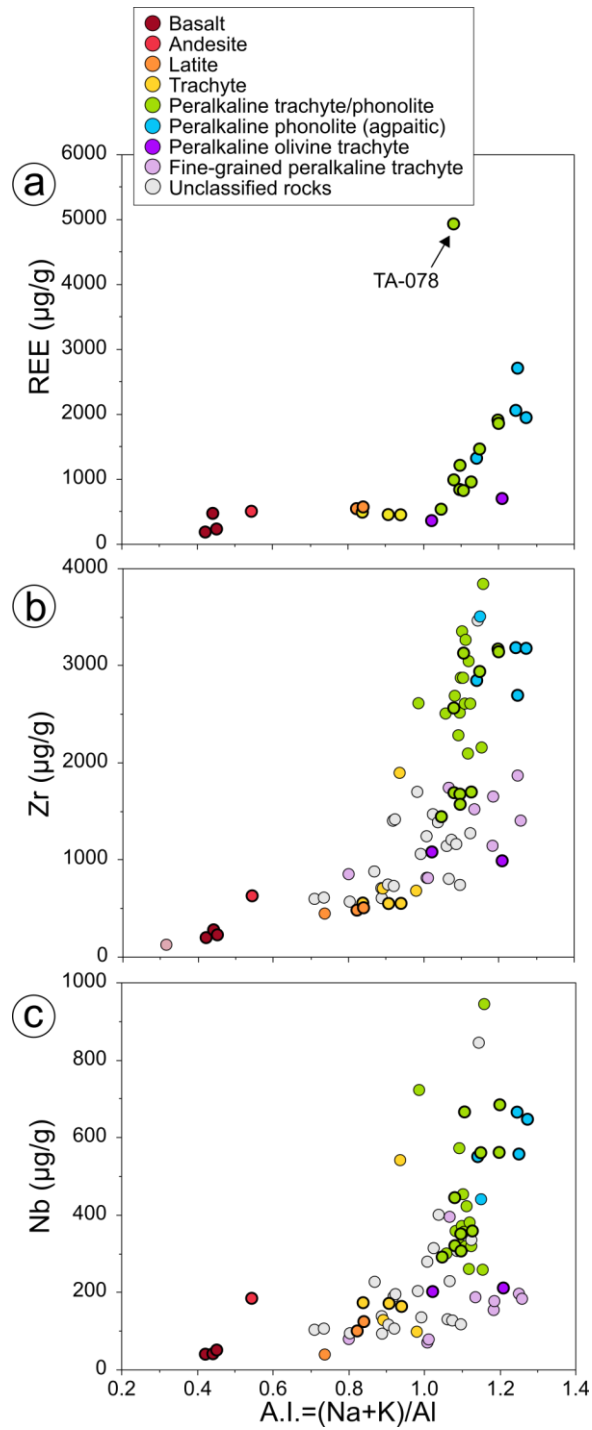 Basalt
Andesite
Latite
Trachyte
Peralkaline trachyte/phonolite
Peralkaline phonolite (agpaitic)
Peralkaline olivine trachyte
Fine-grained peralkaline trachyte
Unclassified rocks
a
REE (µg/g)
6000
5000
4000
3000
2000
1000
0
TA-078
b
Zr (µg/g)
4000
3000
2000
1000
0
c
Nb (µg/g)
1000
800
600
400
200
0
0.2 0.4 0.6 0.8 1.0 1.2 1.4
A.I.=(Na+K)/Al